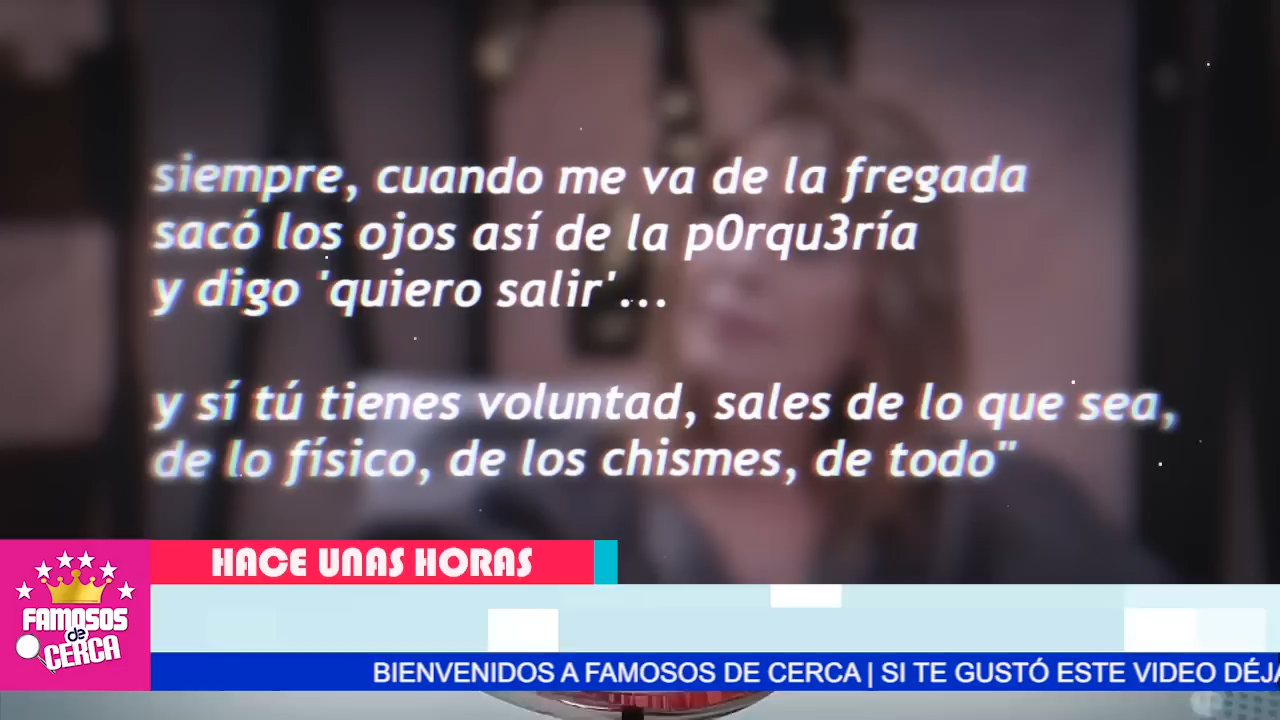 siempre, cuando me va de la fregada
sacó los ojos así de la p0rqu3ría
y digo 'quiero salir'...
y sí tú tienes voluntad, sales de lo que sea,
de lo físico, de los chismes, de todo"
HACE UNAS HORAS
FAMOSOS
de
CERCA
BIENVENIDOS A FAMOSOS DE CERCA | SI TE GUSTÓ ESTE VIDEO DÉJA